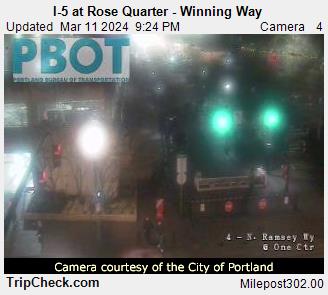 I-5 at Rose Quarter - Winning Way
Updated Mar 11 2024 9:24 PM Camera 4
PBOT
PORTLAND BUREAU OF TRANSPORTATION
4 - N. Ramsey Wy
@ One Ctr
Camera courtesy of the City of Portland
TripCheck.com Milepost302.00